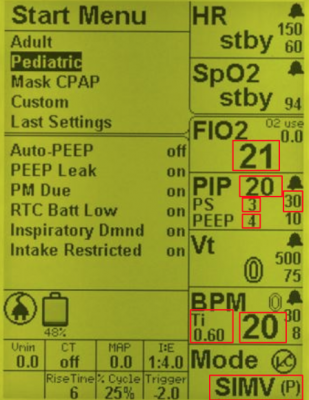 Start Menu
Adult
Pediatric
Mask CPAP
Custom
Last Settings
Auto-PEEP off
PEEP Leak on
PM Due on
RTC Batt Low on
Inspiratory Dmnd on
Intake Restricted on
48%
Vmin CT MAP I:E
0.0 off 0.0 1:4.0
RiseTime % Cycle Trigger
6 25% -2.0
HR 150
stby 60
SpO2
stby 94
FIO2 O2 use
0.0
21
PIP 20
PS 3 30
PEEP 4 10
Vt
500
0 75
BPM 0
Ti 20 30
0.60 8
Mode
SIMV (P)